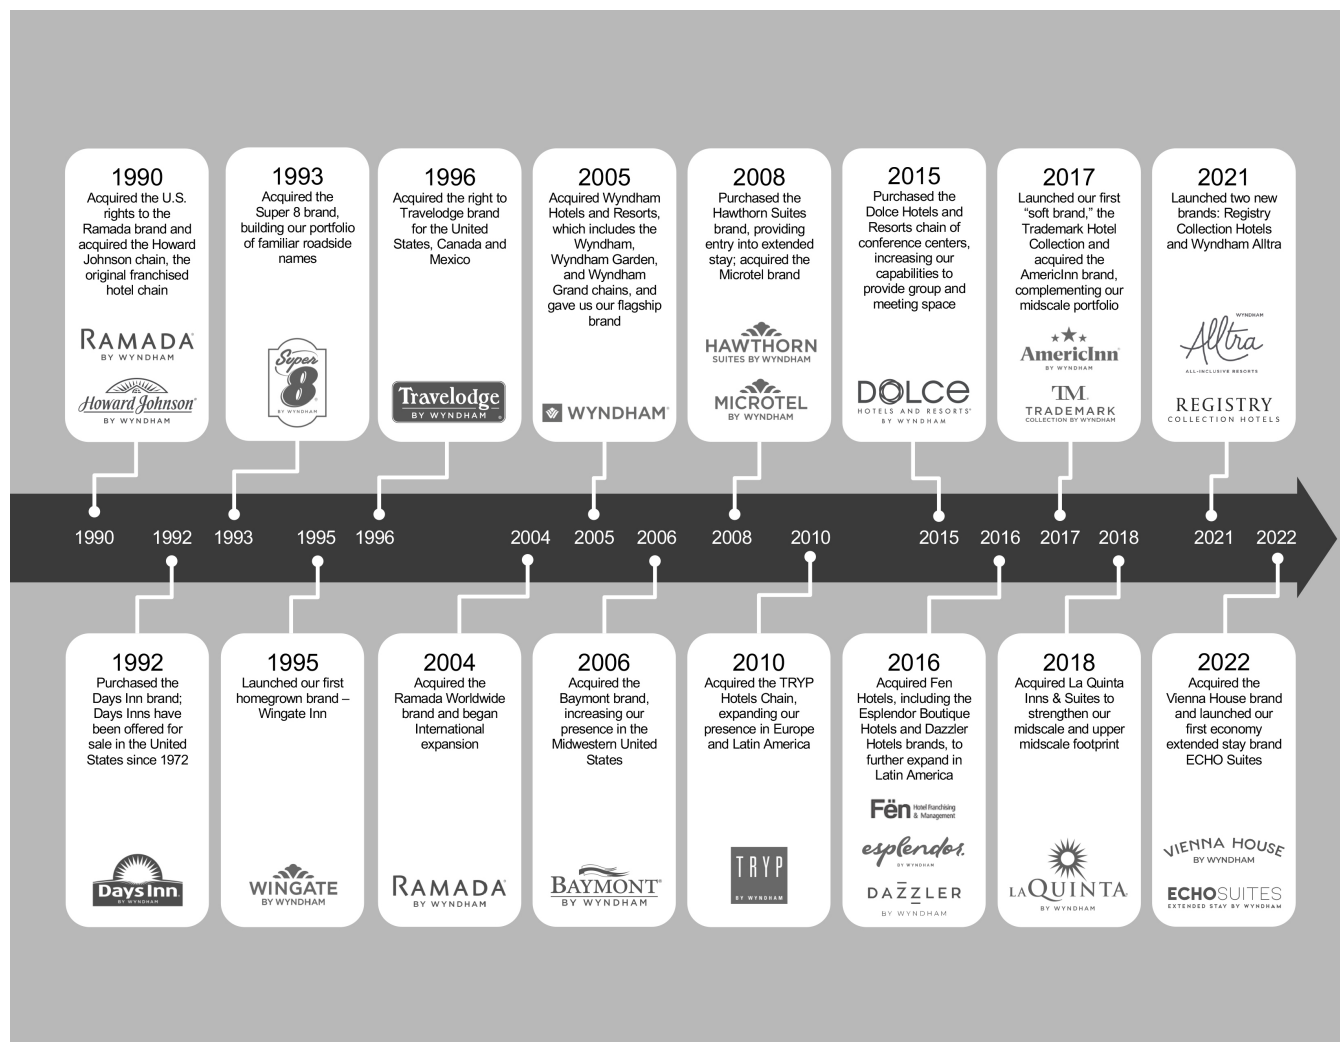 1990
Acquired the U.S.
rights to the
Ramada brand and
acquired the Howard
Johnson chain, the
original franchised
hotel chain
RAMADA®
BY WYNDHAM
Howard Johnson®
BY WYNDHAM
1993
Acquired the
Super 8 brand,
building our portfolio
of familiar roadside
names
Super
8®
BY WYNDHAM
1996
Acquired the right to
Travelodge brand
for the United
States, Canada and
Mexico
Travelodge
BY WYNDHAM®
2005
Acquired Wyndham
Hotels and Resorts,
which includes the
Wyndham,
Wyndham Garden,
and Wyndham
Grand chains, and
gave us our flagship
brand
WYNDHAM®
2008
Purchased the
Hawthorn Suites
brand, providing
entry into extended
stay; acquired the
Microtel brand
HAWTHORN
SUITES BY WYNDHAM
MICROTEL
BY WYNDHAM
2015
Purchased the
Dolce Hotels and
Resorts chain of
conference centers,
increasing our
capabilities to
provide group and
meeting space
DOLCE
HOTELS AND RESORTS®
BY WYNDHAM
2017
Launched our first
“soft brand,” the
Trademark Hotel
Collection and
acquired the
AmericInn brand,
complementing our
midscale portfolio
AmericInn®
BY WYNDHAM
TM
TRADEMARK
COLLECTION BY WYNDHAM
2021
Launched two new
brands: Registry
Collection Hotels
and Wyndham Alltra
WYNDHAM
Alltra
ALL-INCLUSIVE RESORTS
REGISTRY
COLLECTION HOTELS
1990 1992 1993 1995 1996 2004 2005 2006 2008 2010 2015 2016 2017 2018 2021 2022
1992
Purchased the
Days Inn brand;
Days Inns have
been offered for
sale in the United
States since 1972
Days Inn®
BY WYNDHAM
1995
Launched our first
homegrown brand –
Wingate Inn
WINGATE
BY WYNDHAM
2004
Acquired the
Ramada Worldwide
brand and began
International
expansion
RAMADA®
BY WYNDHAM
2006
Acquired the
Baymont brand,
increasing our
presence in the
Midwestern United
States
BAYMONT®
BY WYNDHAM
2010
Acquired the TRYP
Hotels Chain,
expanding our
presence in Europe
and Latin America
TRYP
BY WYNDHAM
2016
Acquired Fen
Hotels, including the
Esplendor Boutique
Hotels and Dazzler
Hotels brands, to
further expand in
Latin America
Fën Hotel Franchising
& Management
esplendor.
BY WYNDHAM
DAZZLER
BY WYNDHAM
2018
Acquired La Quinta
Inns & Suites to
strengthen our
midscale and upper
midscale footprint
LA QUINTA®
BY WYNDHAM
2022
Acquired the
Vienna House brand
and launched our
first economy
extended stay brand
ECHO Suites
VIENNA HOUSE
BY WYNDHAM
ECHO SUITES
EXTENDED STAY BY WYNDHAM